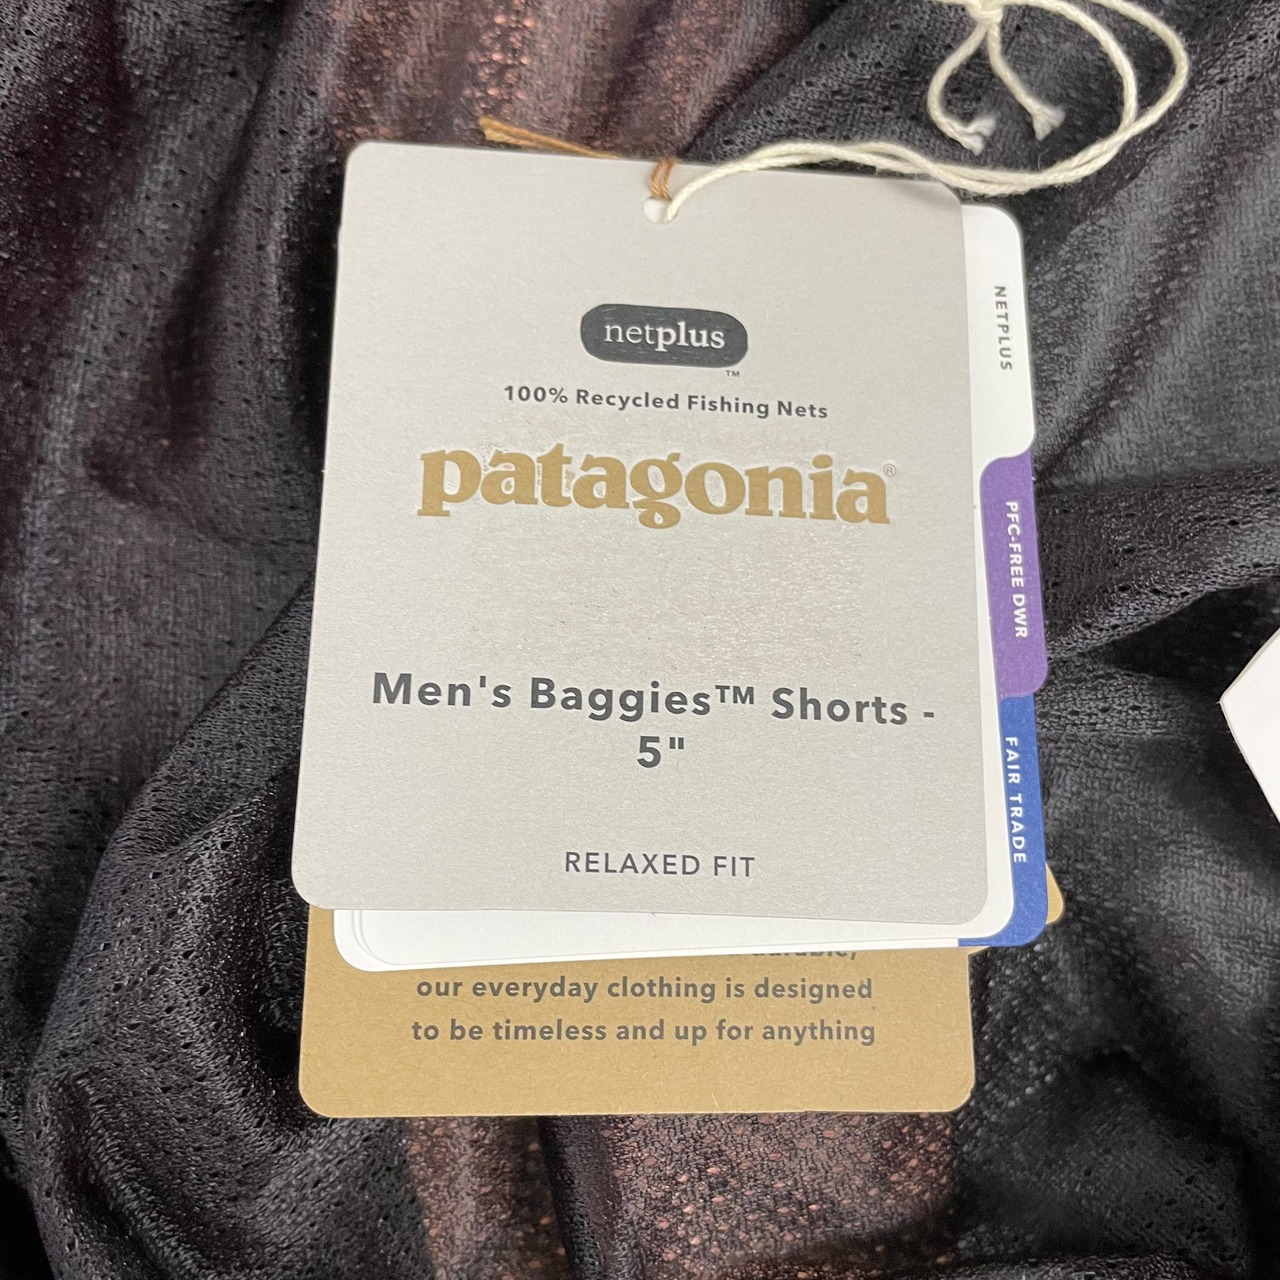 netplus
™
100% Recycled Fishing Nets
patagonia®
Men's Baggies™ Shorts -
5"
RELAXED FIT
NETPLUS
PFC-FREE DWR
FAIR TRADE
our everyday clothing is designed
to be timeless and up for anything